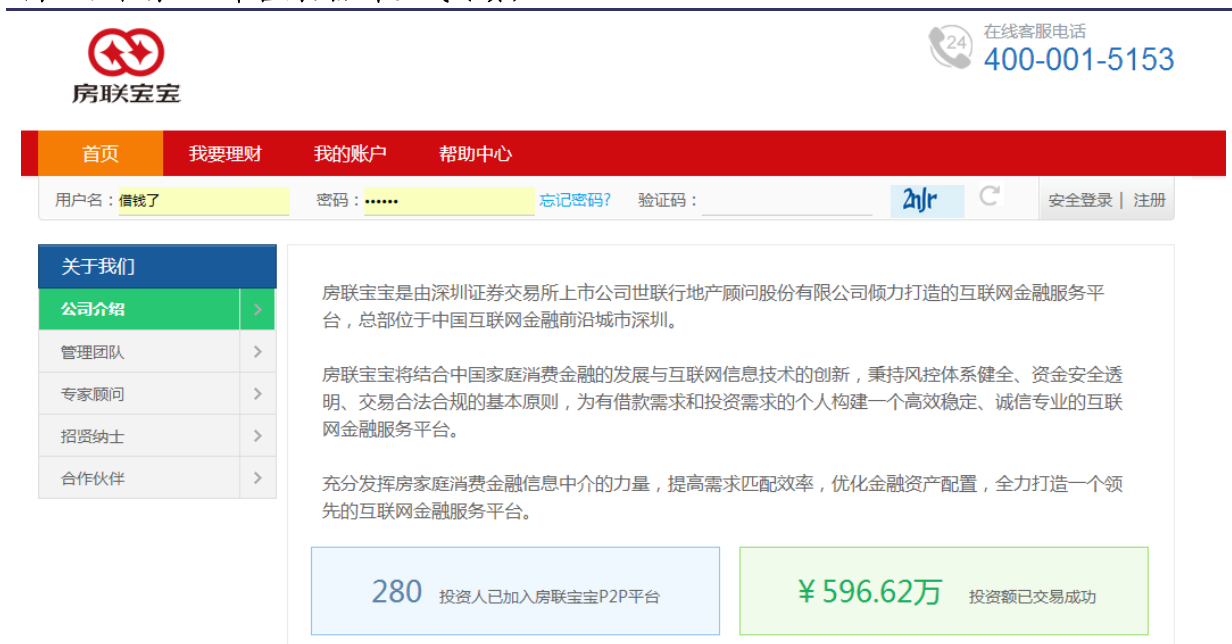 房联宝宝
24
在线客服电话
400-001-5153
首页 我要理财 我的账户 帮助中心
用户名：借钱了 密码：•••••• 忘记密码? 验证码： 2nJr 安全登录 | 注册
关于我们
公司介绍
管理团队
专家顾问
招贤纳士
合作伙伴
房联宝宝是由深圳证券交易所上市公司世联行地产顾问股份有限公司倾力打造的互联网金融服务平
台，总部位于中国互联网金融前沿城市深圳。
房联宝宝将结合中国家庭消费金融的发展与互联网信息技术的创新，秉持风控体系健全、资金安全透
明、交易合法合规的基本原则，为有借款需求和投资需求的个人构建一个高效稳定、诚信专业的互联
网金融服务平台。
充分发挥房家庭消费金融信息中介的力量，提高需求匹配效率，优化金融资产配置，全力打造一个领
先的互联网金融服务平台。
280 投资人已加入房联宝宝P2P平台
¥596.62万 投资额已交易成功